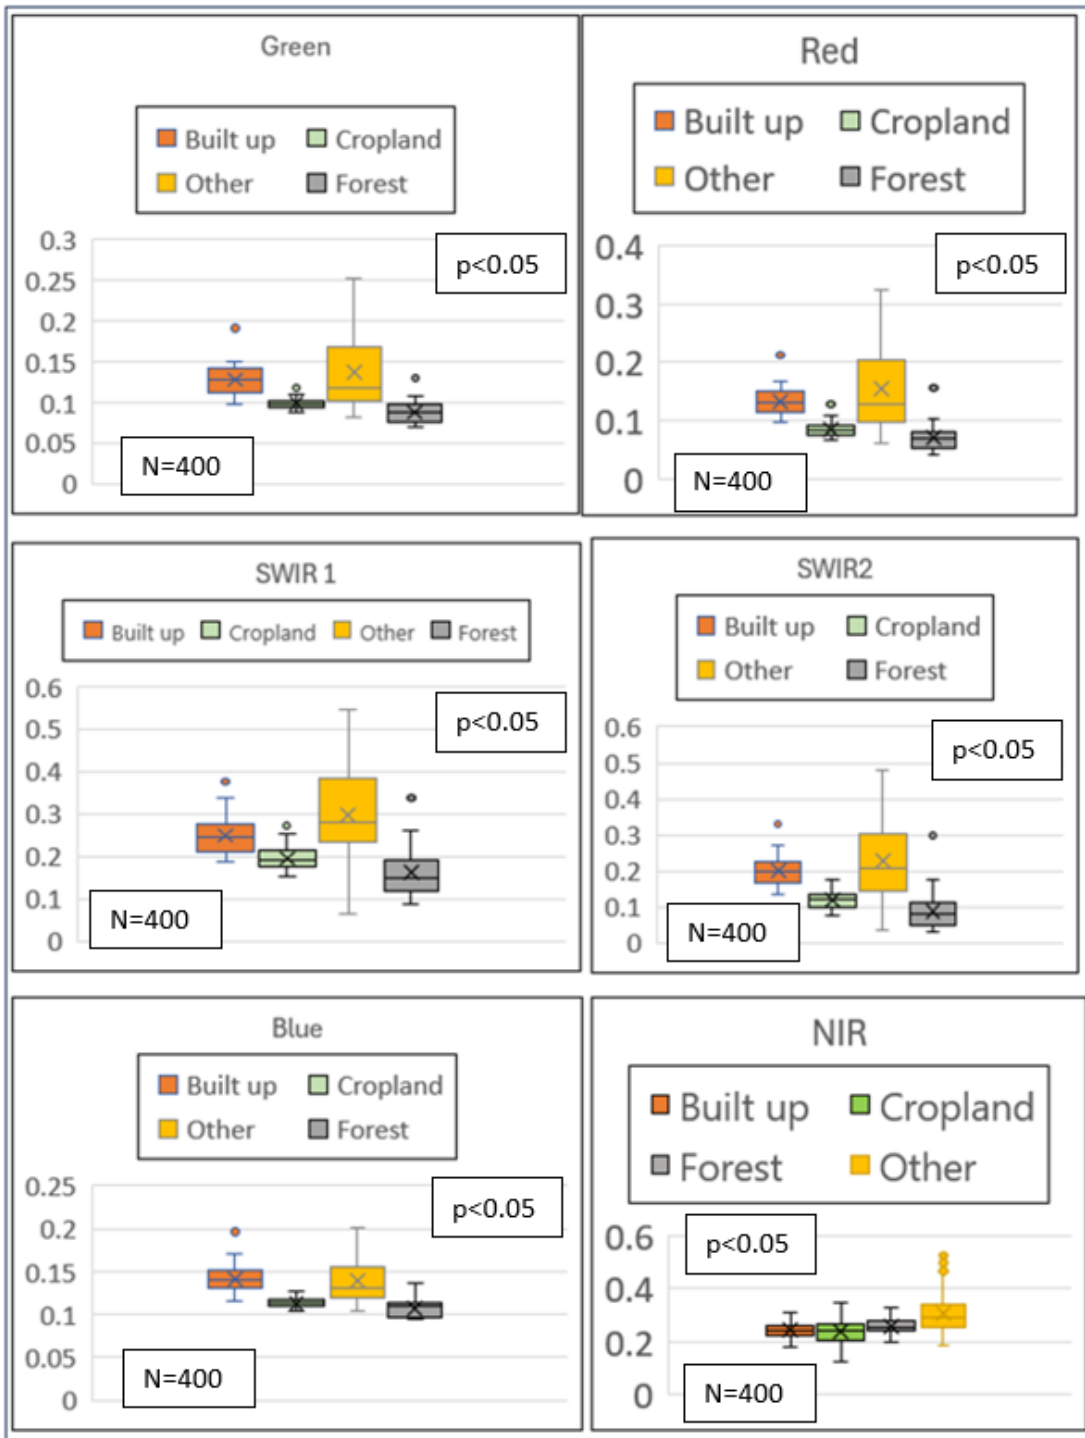 Green
Built up Cropland
Other Forest
0.3
p<0.05
0.25
0.2
0.15
0.1
0.05
N=400
0
Red
Built up Cropland
Other Forest
0.4
p<0.05
0.3
0.2
0.1
N=400
0
SWIR 1
Built up Cropland Other Forest
0.6
p<0.05
0.5
0.4
0.3
0.2
0.1
N=400
0
SWIR2
Built up Cropland
Other Forest
0.6
p<0.05
0.5
0.4
0.3
0.2
0.1
N=400
0
Blue
Built up Cropland
Other Forest
0.25
p<0.05
0.2
0.15
0.1
0.05
N=400
0
NIR
Built up Cropland
Forest Other
0.6
p<0.05
0.4
0.2
0
N=400